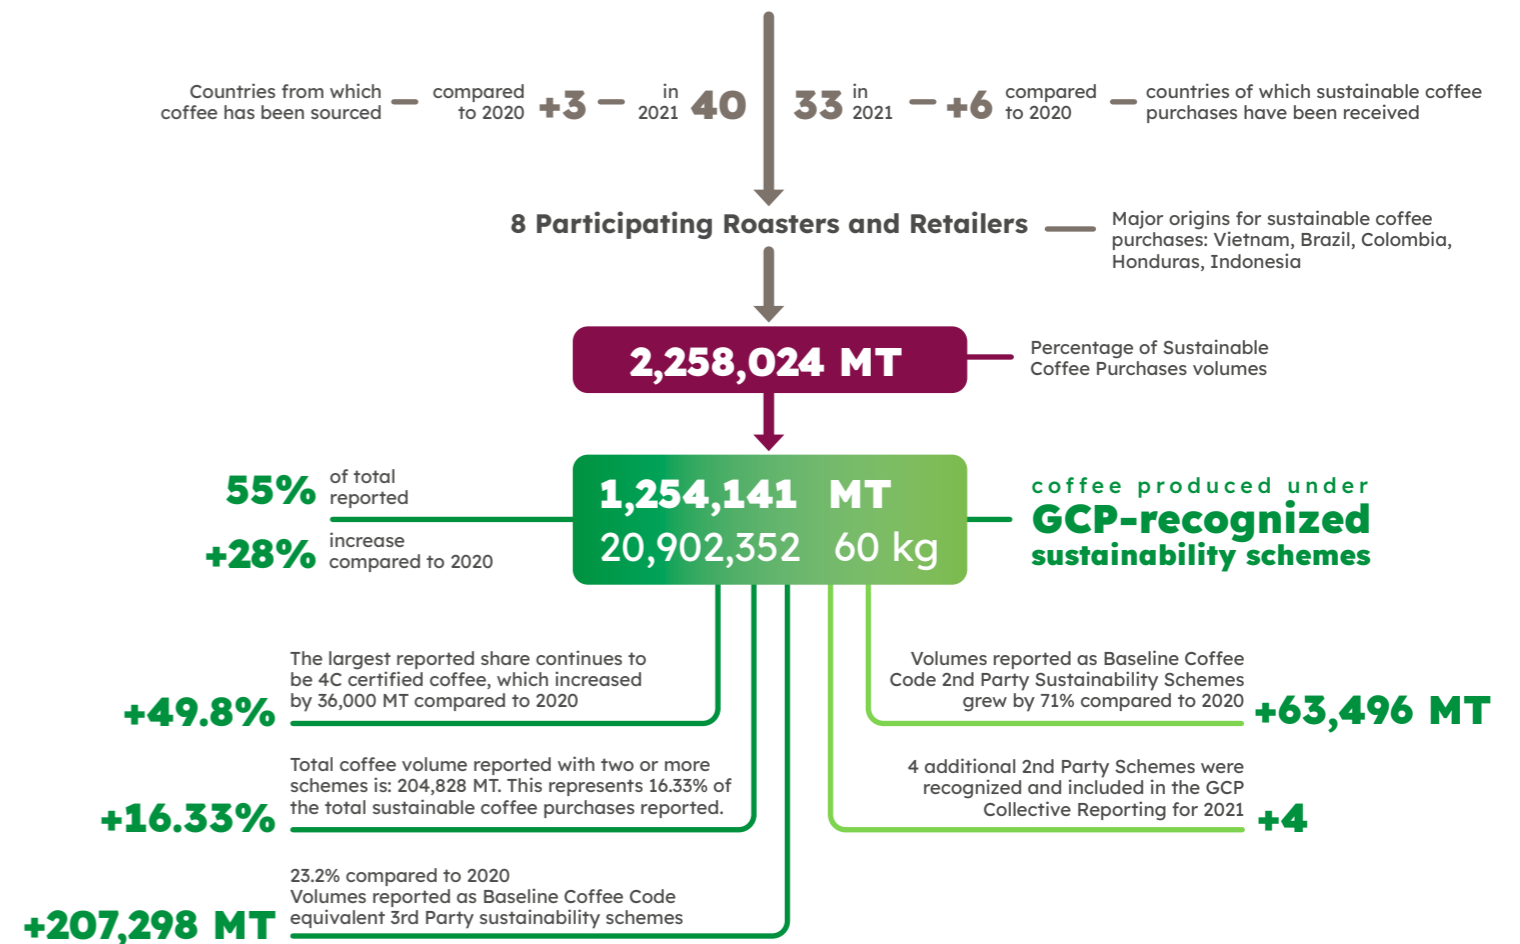 Countries from which
coffee has been sourced
compared
to 2020
+3
in
2021
40
33
in
2021
+6
compared
to 2020
countries of which sustainable coffee
purchases have been received
8 Participating Roasters and Retailers
Major origins for sustainable coffee
purchases: Vietnam, Brazil, Colombia,
Honduras, Indonesia
2,258,024 MT
Percentage of Sustainable
Coffee Purchases volumes
55%
of total
reported
+28%
increase
compared to 2020
1,254,141 MT
20,902,352 60 kg
coffee produced under
GCP-recognized
sustainability schemes
The largest reported share continues to
be 4C certified coffee, which increased
by 36,000 MT compared to 2020
+49.8%
Volumes reported as Baseline Coffee
Code 2nd Party Sustainability Schemes
grew by 71% compared to 2020
+63,496 MT
Total coffee volume reported with two or more
schemes is: 204,828 MT. This represents 16.33% of
the total sustainable coffee purchases reported.
+16.33%
4 additional 2nd Party Schemes were
recognized and included in the GCP
Collective Reporting for 2021
+4
23.2% compared to 2020
Volumes reported as Baseline Coffee Code
equivalent 3rd Party sustainability schemes
+207,298 MT